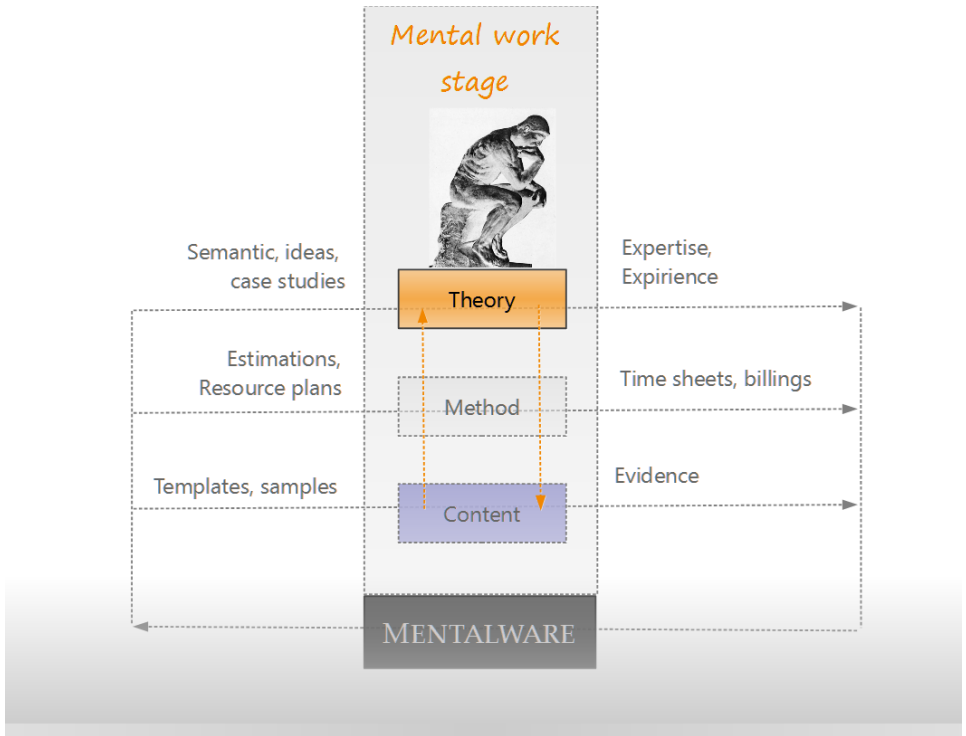 Mental work
stage
Semantic, ideas,
case studies
Expertise,
Expirience
Theory
Estimations,
Resource plans
Time sheets, billings
Method
Templates, samples
Evidence
Content
MENTALWARE